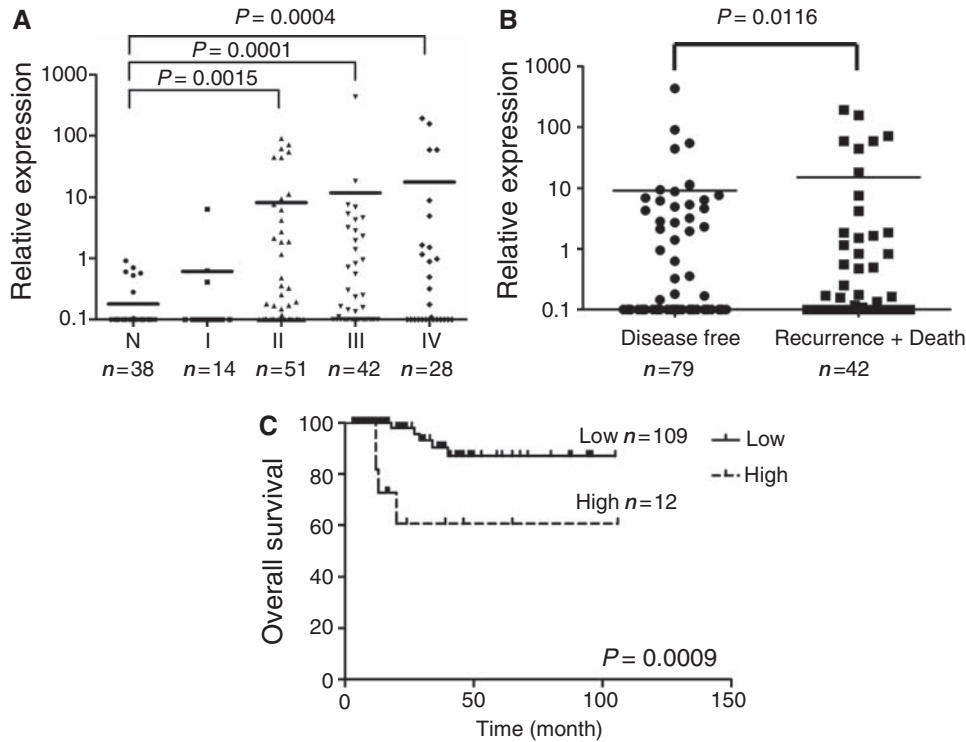 A
P = 0.0004
P = 0.0001
P = 0.0015
Relative expression
1000
100
10
1
0.1
N I II III IV
n=38 n=14 n=51 n=42 n=28
B
P = 0.0116
Relative expression
1000
100
10
1
0.1
Disease free Recurrence + Death
n=79 n=42
C
Overall survival
100
80
60
40
20
0
Low n=109
High n=12
Low
High
P = 0.0009
0 50 100 150
Time (month)